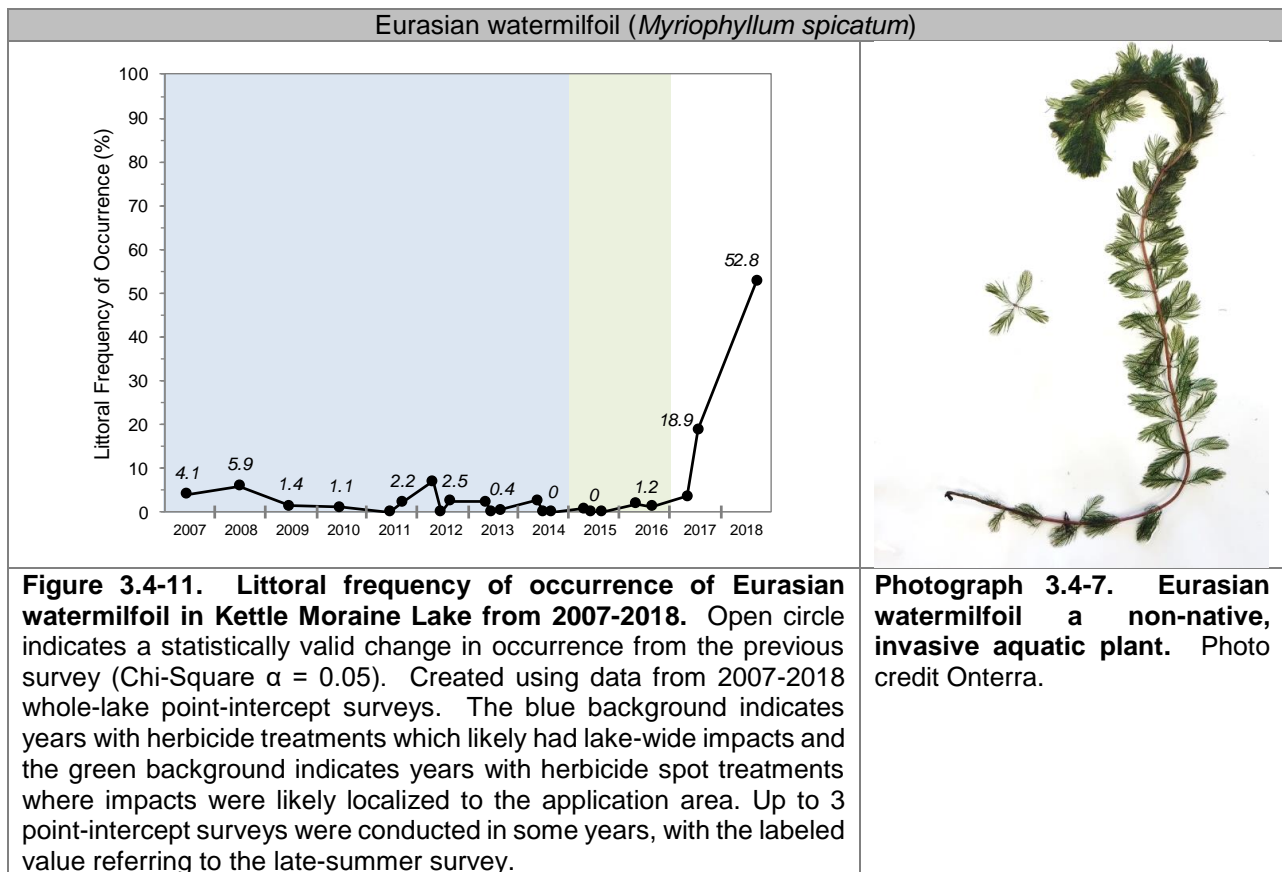 Eurasian watermilfoil (Myriophyllum spicatum)
Littoral Frequency of Occurrence (%)
100
90
80
70
60
50
40
30
20
10
0
4.1
5.9
1.4
1.1
2.2
2.5
0.4
0
0
1.2
18.9
52.8
2007 2008 2009 2010 2011 2012 2013 2014 2015 2016 2017 2018
Figure 3.4-11. Littoral frequency of occurrence of Eurasian
watermilfoil in Kettle Moraine Lake from 2007-2018. Open circle
indicates a statistically valid change in occurrence from the previous
survey (Chi-Square α = 0.05). Created using data from 2007-2018
whole-lake point-intercept surveys. The blue background indicates
years with herbicide treatments which likely had lake-wide impacts and
the green background indicates years with herbicide spot treatments
where impacts were likely localized to the application area. Up to 3
point-intercept surveys were conducted in some years, with the labeled
value referring to the late-summer survey.
Photograph 3.4-7. Eurasian
watermilfoil a non-native,
invasive aquatic plant. Photo
credit Onterra.